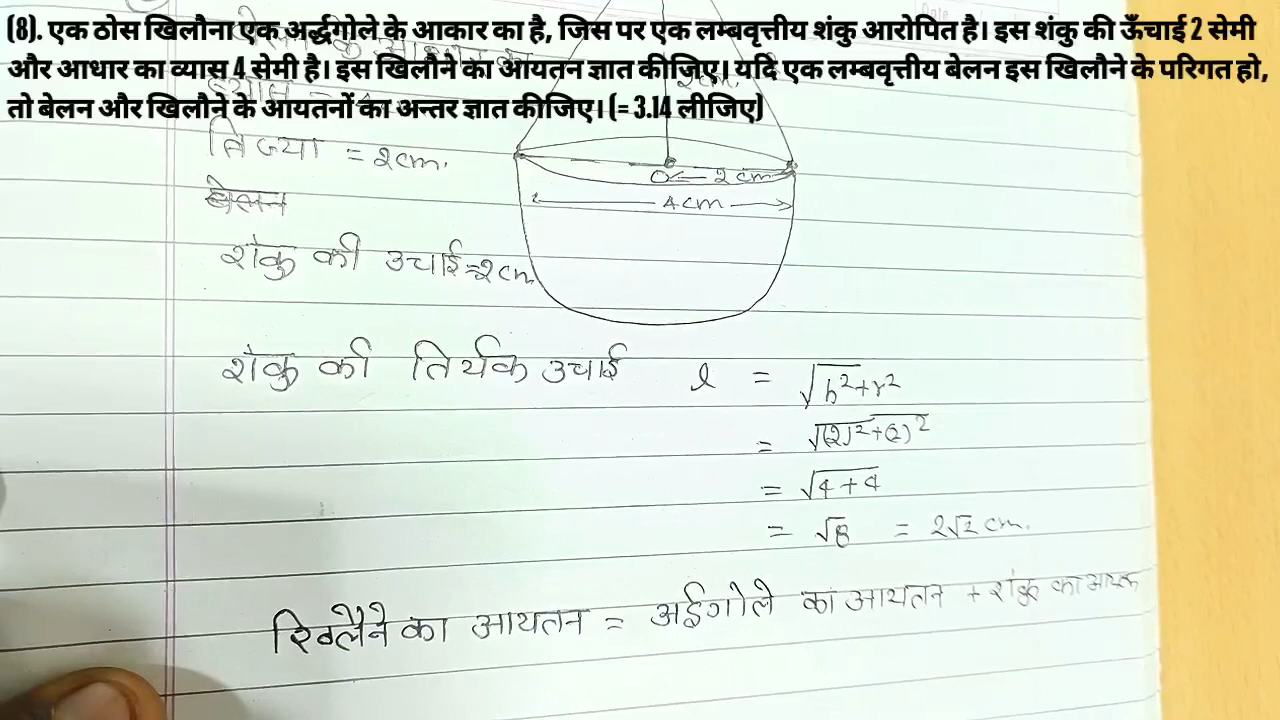 (8). एक ठोस खिलौना एक अर्द्धगोले के आकार का है, जिस पर एक लम्बवृत्तीय शंकु आरोपित है। इस शंकु की ऊँचाई 2 सेमी
और आधार का व्यास 4 सेमी है। इस खिलौने का आयतन ज्ञात कीजिए। यदि एक लम्बवृत्तीय बेलन इस खिलौने के परिगत हो,
तो बेलन और खिलौने के आयतनों का अन्तर ज्ञात कीजिए। (= 3.14 लीजिए)
त्रिज्या = 2cm.
O ← 2cm
4cm
बेलन
शंकु की उचाई = 2cm
शंकु की तिर्यक उचाई l = √h²+r²
= √(2)²+(2)²
= √4+4
= √8 = 2√2 cm.
खिलौने का आयतन = अर्द्धगोले का आयतन + शंकु का आयतन